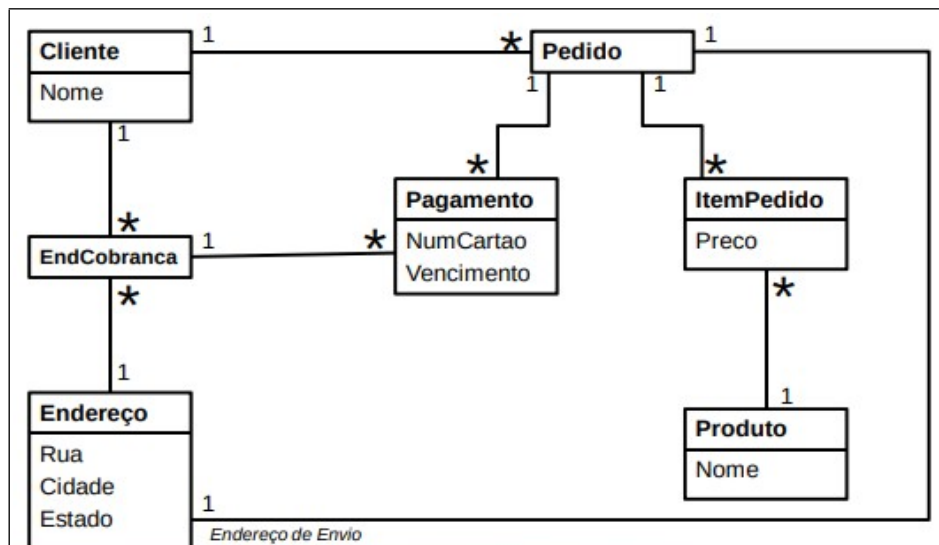 Cliente
Nome
1
*
Pedido
1
1
1
1
*
*
*
Pagamento
NumCartao
Vencimento
ItemPedido
Preco
EndCobranca
1
*
*
*
1
1
Endereço
Rua
Cidade
Estado
Produto
Nome
1
Endereço de Envio